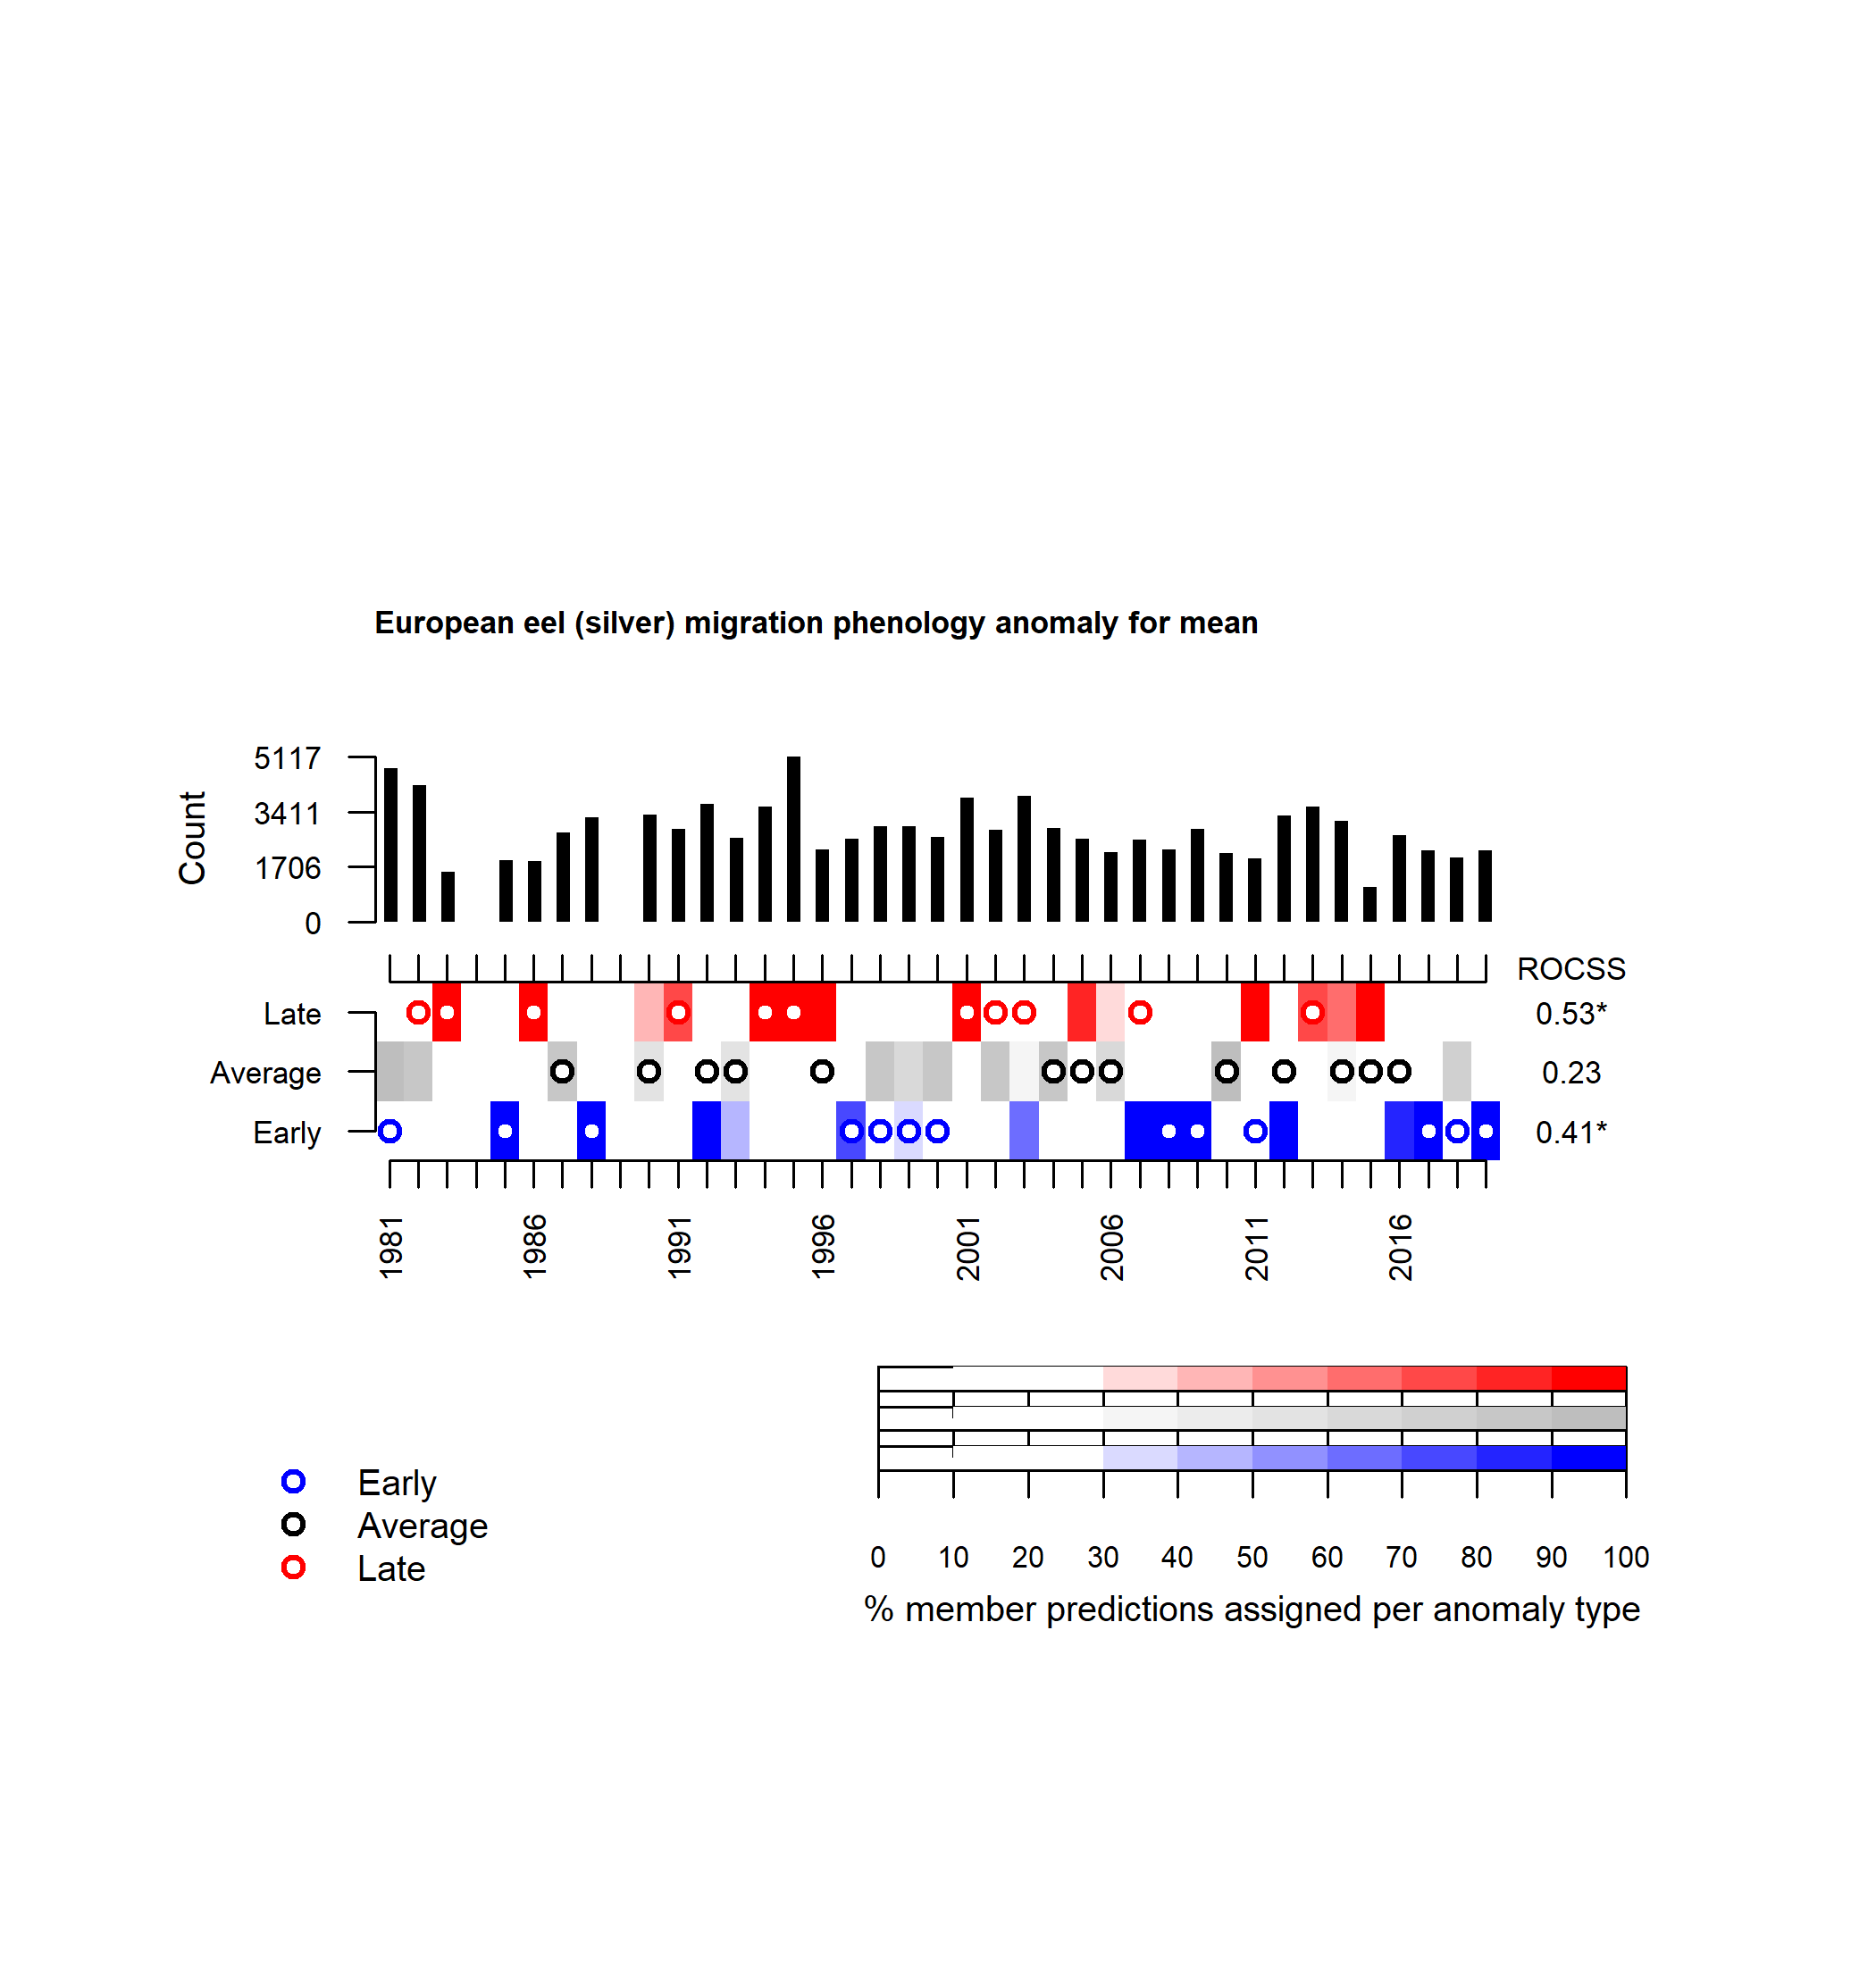 European eel (silver) migration phenology anomaly for mean
Count
5117
3411
1706
0
ROCSS
Late
0.53*
Average
0.23
Early
0.41*
1981
1986
1991
1996
2001
2006
2011
2016
Early
Average
Late
0 10 20 30 40 50 60 70 80 90 100
% member predictions assigned per anomaly type